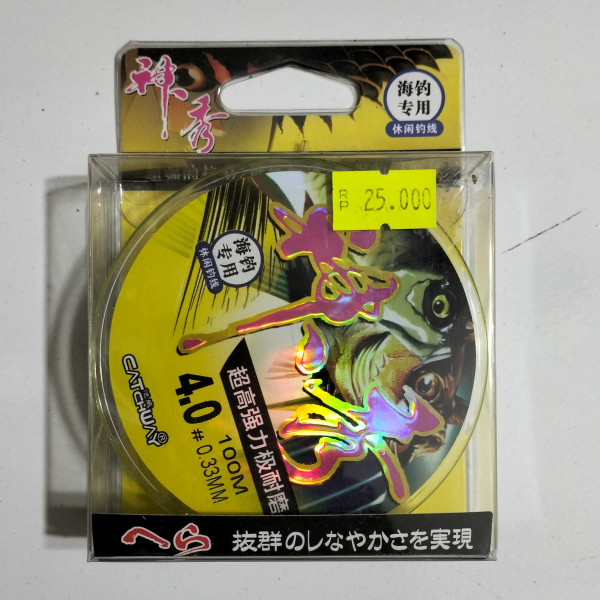 神秀
海钓
专用
休闲钓线
RP 25.000
海钓
专用
休闲钓线
CATCHWAY®
4.0
# 0.33MM
100M
超高强力极耐磨
へら 抜群のしなやかさを実現